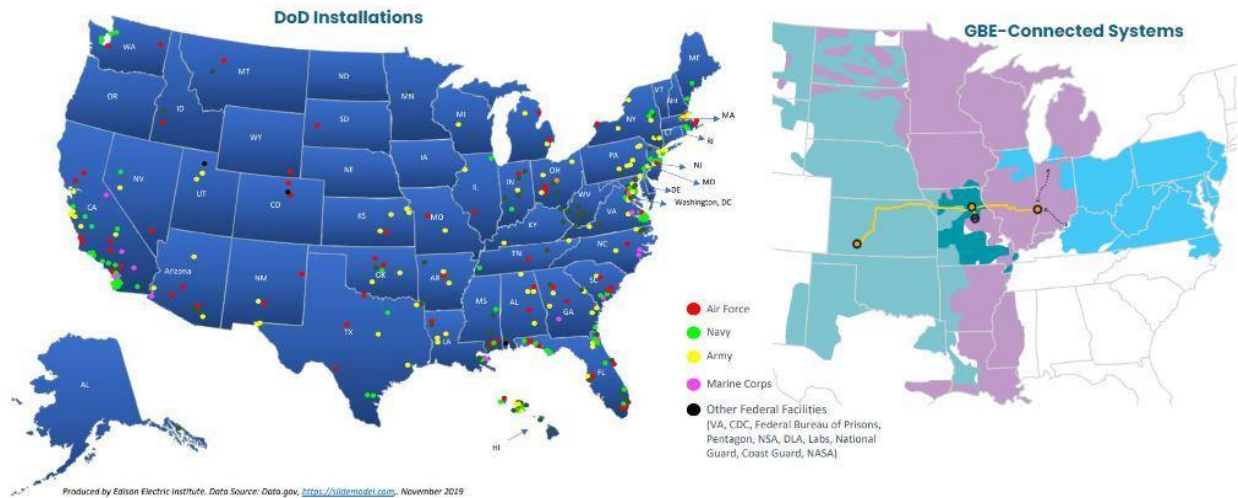 DoD Installations
WA
MT
ND
MN
ME
VT
NH
OR
ID
SD
WY
MI
NY
MA
CT
RI
IA
NE
PA
NJ
NV
UT
CO
IL
IN
OH
MD
DE
Washington, DC
WV
VA
CA
KS
MO
KY
NC
TN
Arizona
NM
OK
AR
SC
MS
AL
GA
TX
LA
FL
AL
HI
Air Force
Navy
Army
Marine Corps
Other Federal Facilities
(VA, CDC, Federal Bureau of Prisons,
Pentagon, NSA, DLA, Labs, National
Guard, Coast Guard, NASA)
Produced by Edison Electric Institute. Data Source: Data.gov, https://slidemodel.com,. November 2019
GBE-Connected Systems